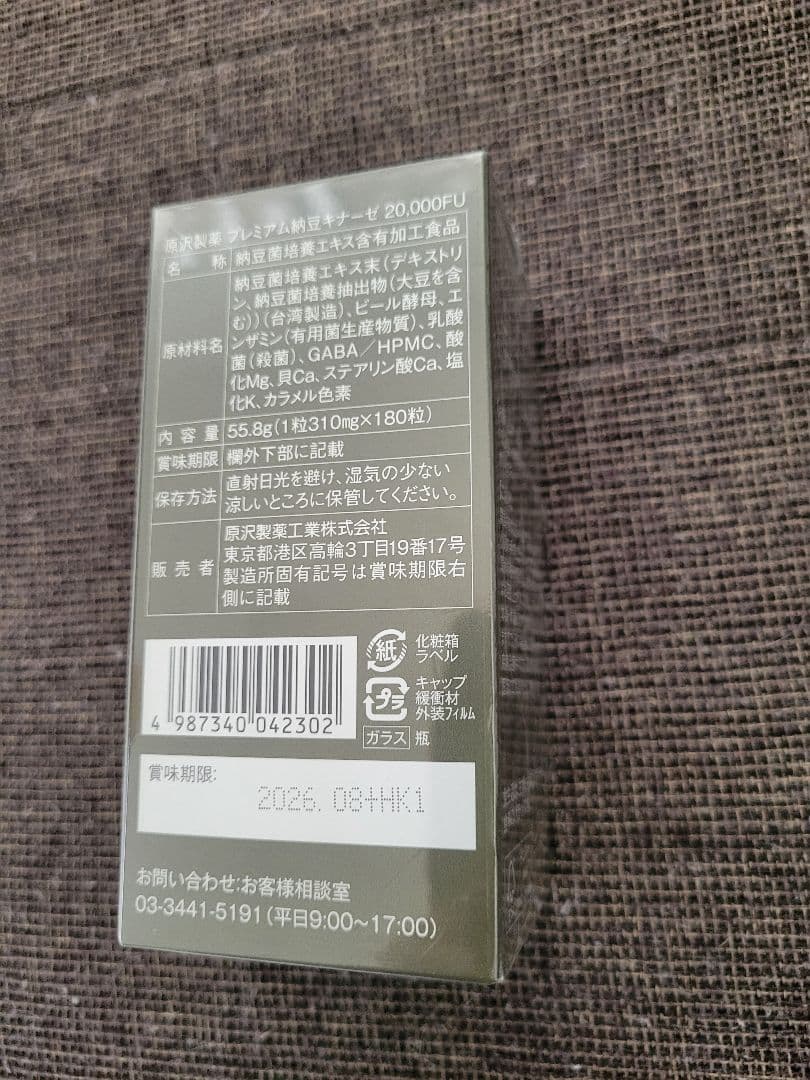 原沢製薬 プレミアム納豆キナーゼ 20,000FU
名 称 納豆菌培養エキス含有加工食品
原材料名 納豆菌培養エキス末(デキストリ
ン、納豆菌培養抽出物(大豆を含
む))(台湾製造)、ビール酵母、エ
ンザミン(有用菌生産物質)、乳酸
菌(殺菌)、GABA/HPMC、酸
化Mg、貝Ca、ステアリン酸Ca、塩
化K、カラメル色素
内容量 55.8g(1粒310mg×180粒)
賞味期限 欄外下部に記載
保存方法 直射日光を避け、湿気の少ない
涼しいところに保管してください。
販売者 原沢製薬工業株式会社
東京都港区高輪3丁目19番17号
製造所固有記号は賞味期限右
側に記載
紙 化粧箱
ラベル
プラ キャップ
緩衝材
外装フィルム
ガラス 瓶
4 987340 042302
賞味期限:
2026. 08+HK1
お問い合わせ:お客様相談室
03-3441-5191(平日9:00~17:00)